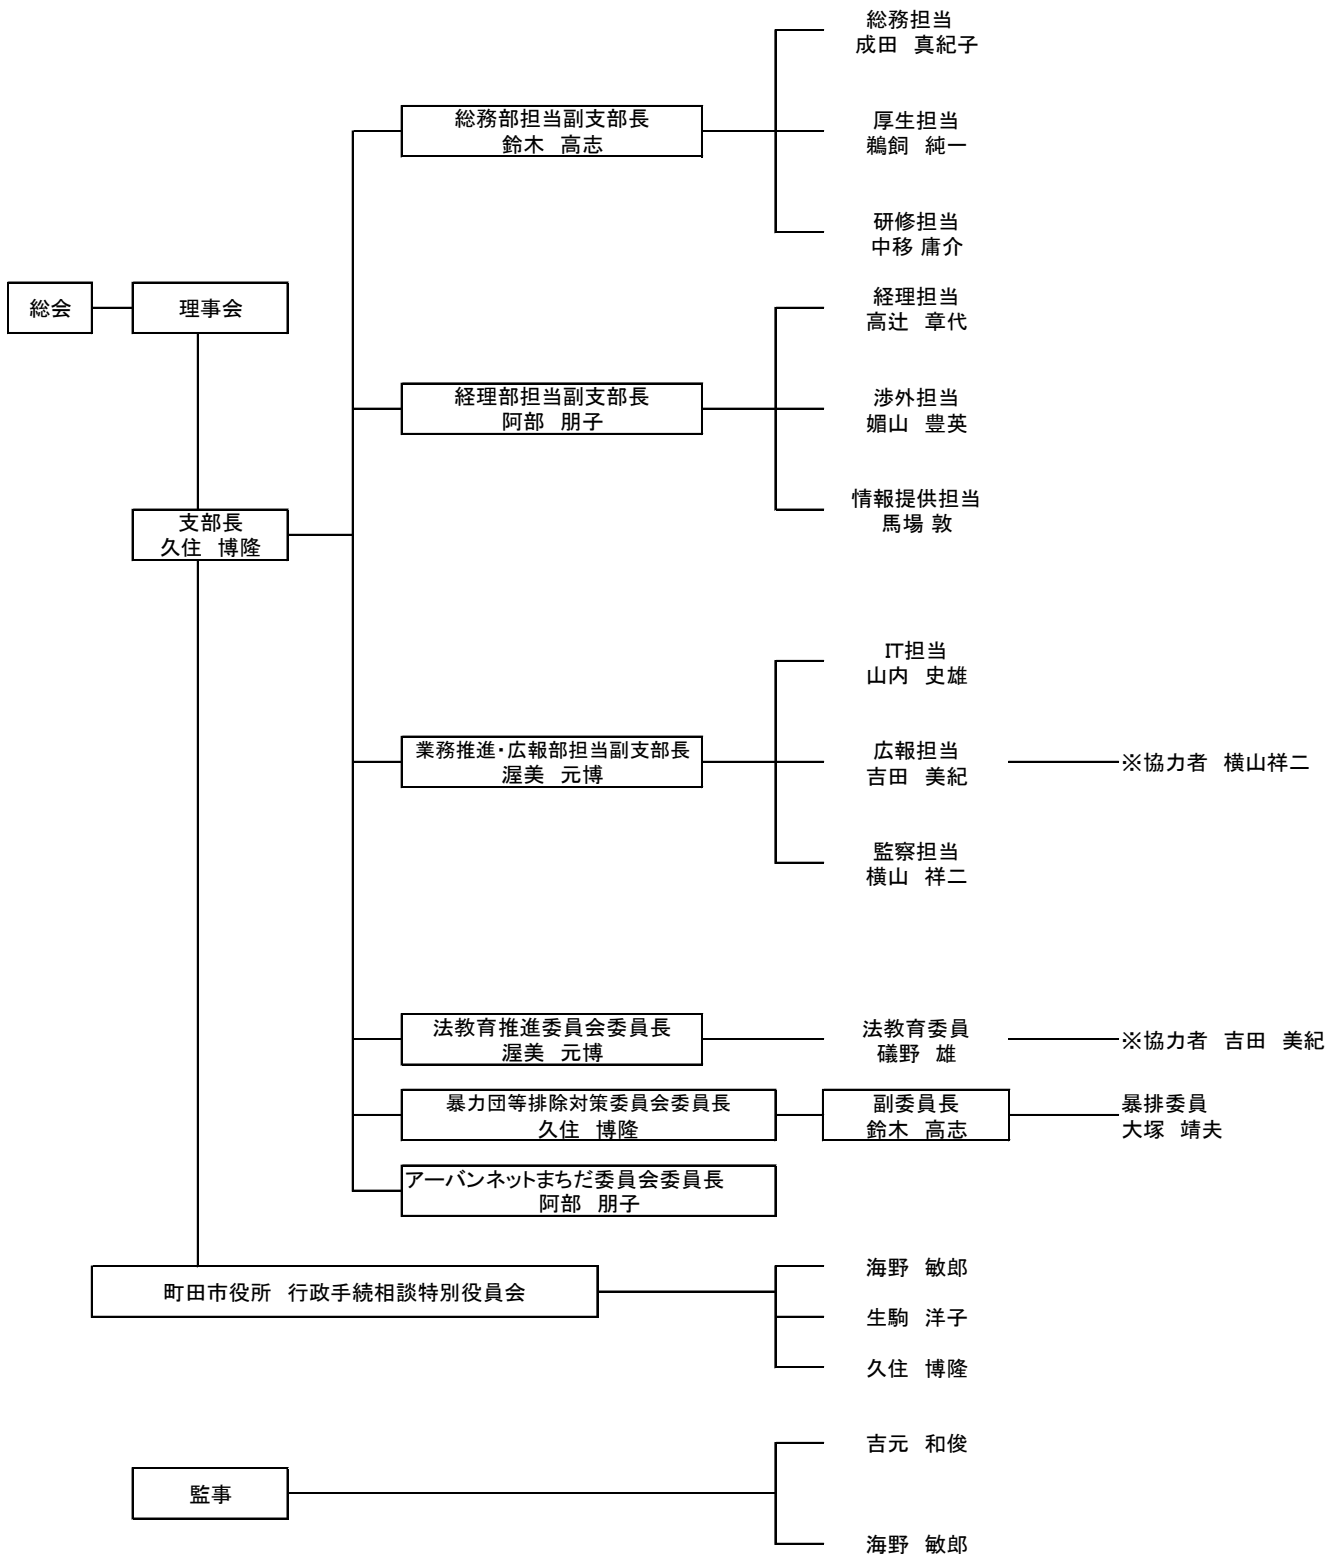 総務担当
成田　真紀子
総務部担当副支部長
鈴木　高志
厚生担当
鵜飼　純一
研修担当
中移 庸介
総会
理事会
経理担当
高辻　章代
経理部担当副支部長
阿部　朋子
渉外担当
媚山　豊英
情報提供担当
馬場 敦
支部長
久住　博隆
IT担当
山内　史雄
業務推進・広報部担当副支部長
渥美　元博
広報担当
吉田　美紀
※協力者　横山祥二
監察担当
横山　祥二
法教育推進委員会委員長
渥美　元博
法教育委員
礒野　雄
※協力者　吉田　美紀
暴力団等排除対策委員会委員長
久住　博隆
副委員長
鈴木　高志
暴排委員
大塚　靖夫
アーバンネットまちだ委員会委員長
阿部　朋子
町田市役所　行政手続相談特別役員会
海野　敏郎
生駒　洋子
久住　博隆
監事
吉元　和俊
海野　敏郎